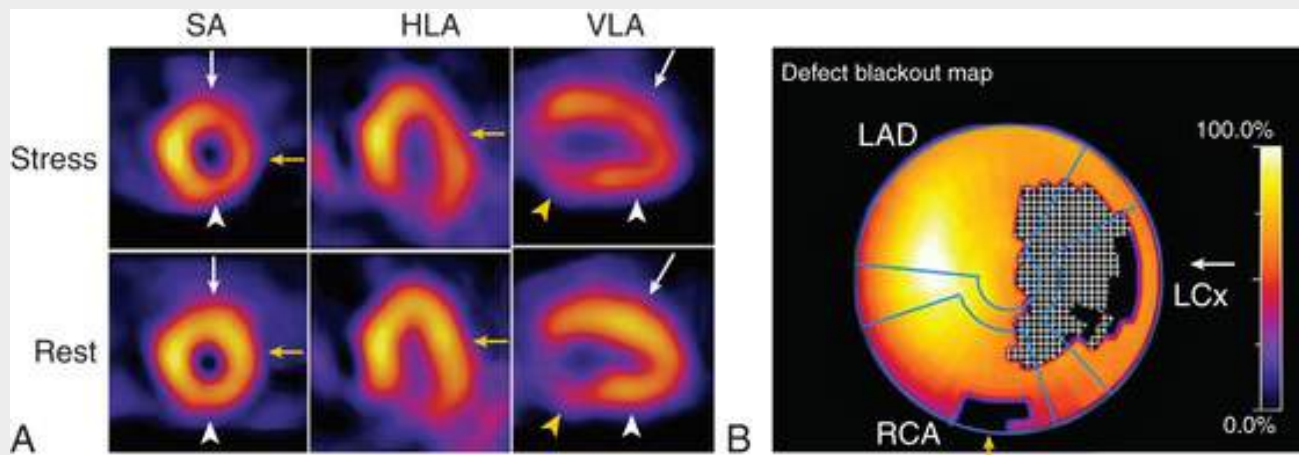 SA HLA VLA
Stress
Rest
A
B
Defect blackout map
LAD
100.0%
LCx
RCA
0.0%